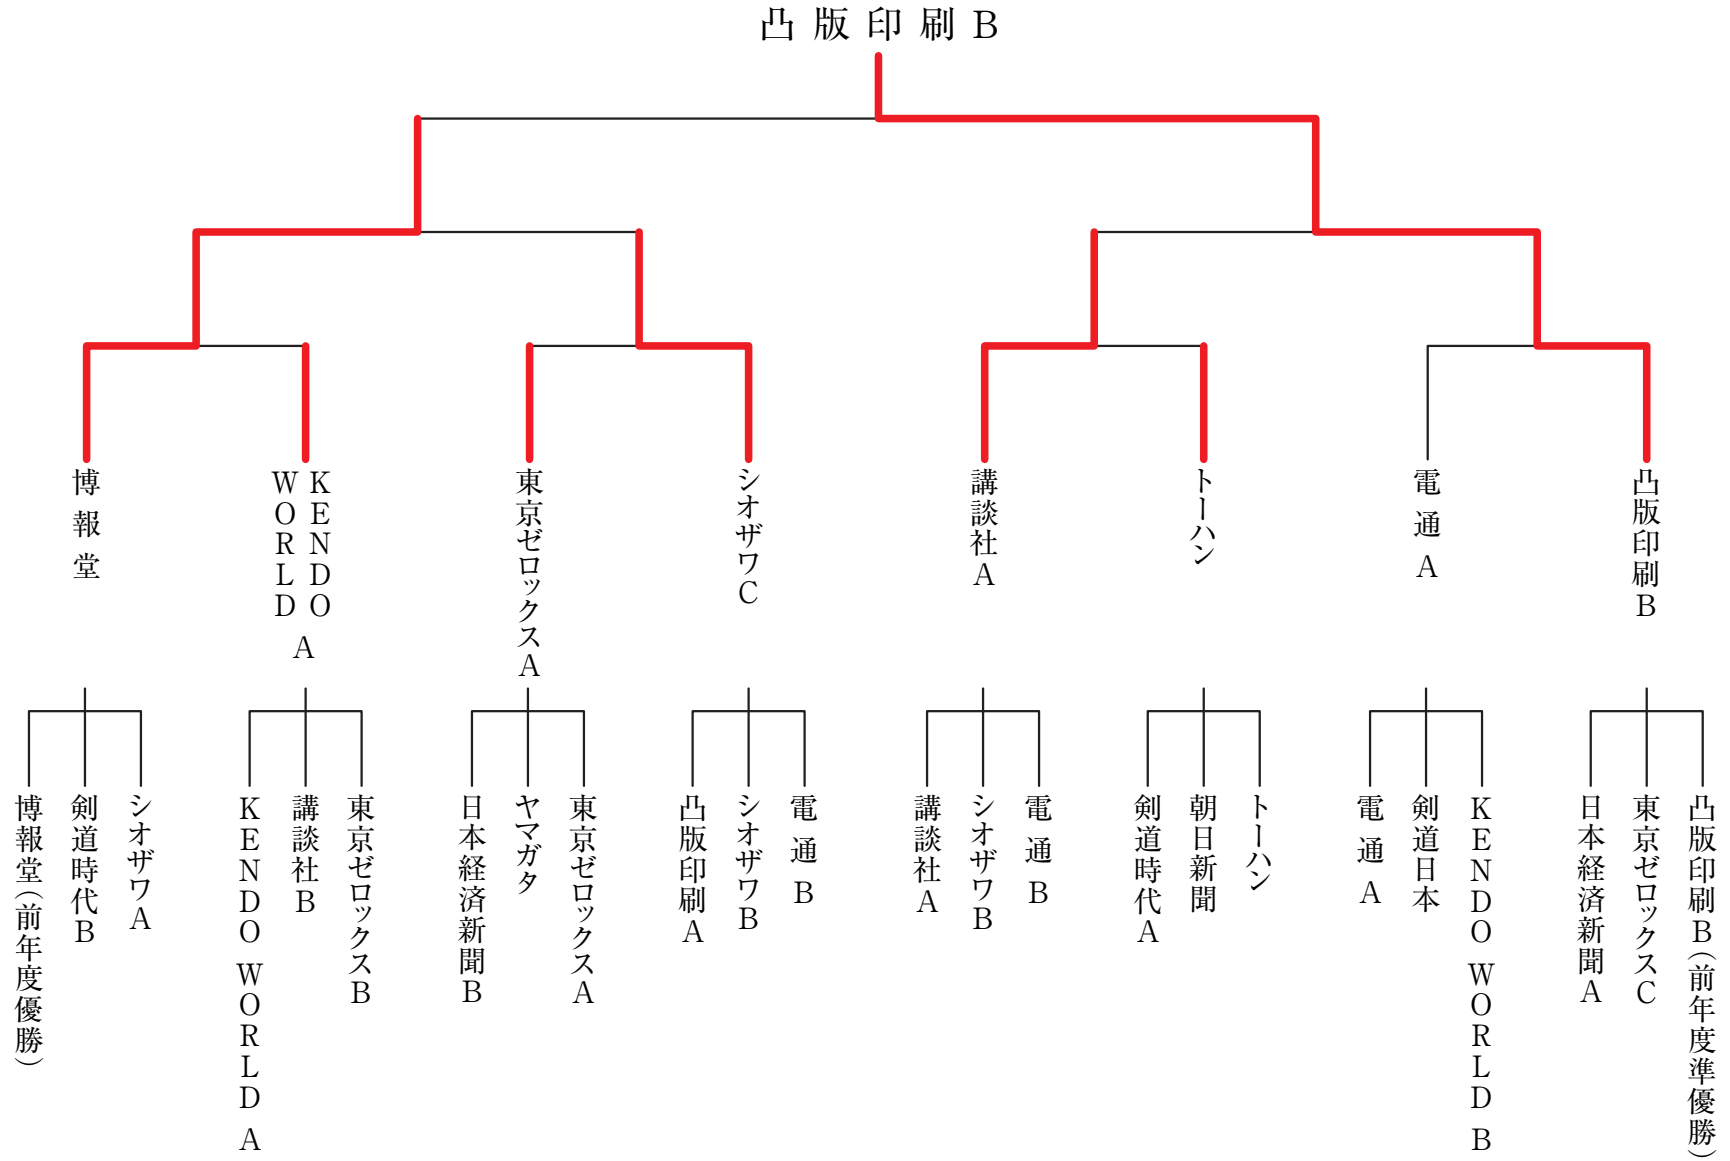 凸版印刷B
博報堂
KENDO WORLD A
東京ゼロックスA
シオザワC
講談社A
トーハン
電通A
凸版印刷B
博報堂(前年度優勝)
剣道時代B
シオザワA
KENDO WORLD A
講談社B
東京ゼロックスB
日本経済新聞B
ヤマガタ
東京ゼロックスA
凸版印刷A
シオザワB
電通B
講談社A
シオザワB
電通B
剣道時代A
朝日新聞
トーハン
電通A
剣道日本
KENDO WORLD B
日本経済新聞A
東京ゼロックスC
凸版印刷B(前年度準優勝)